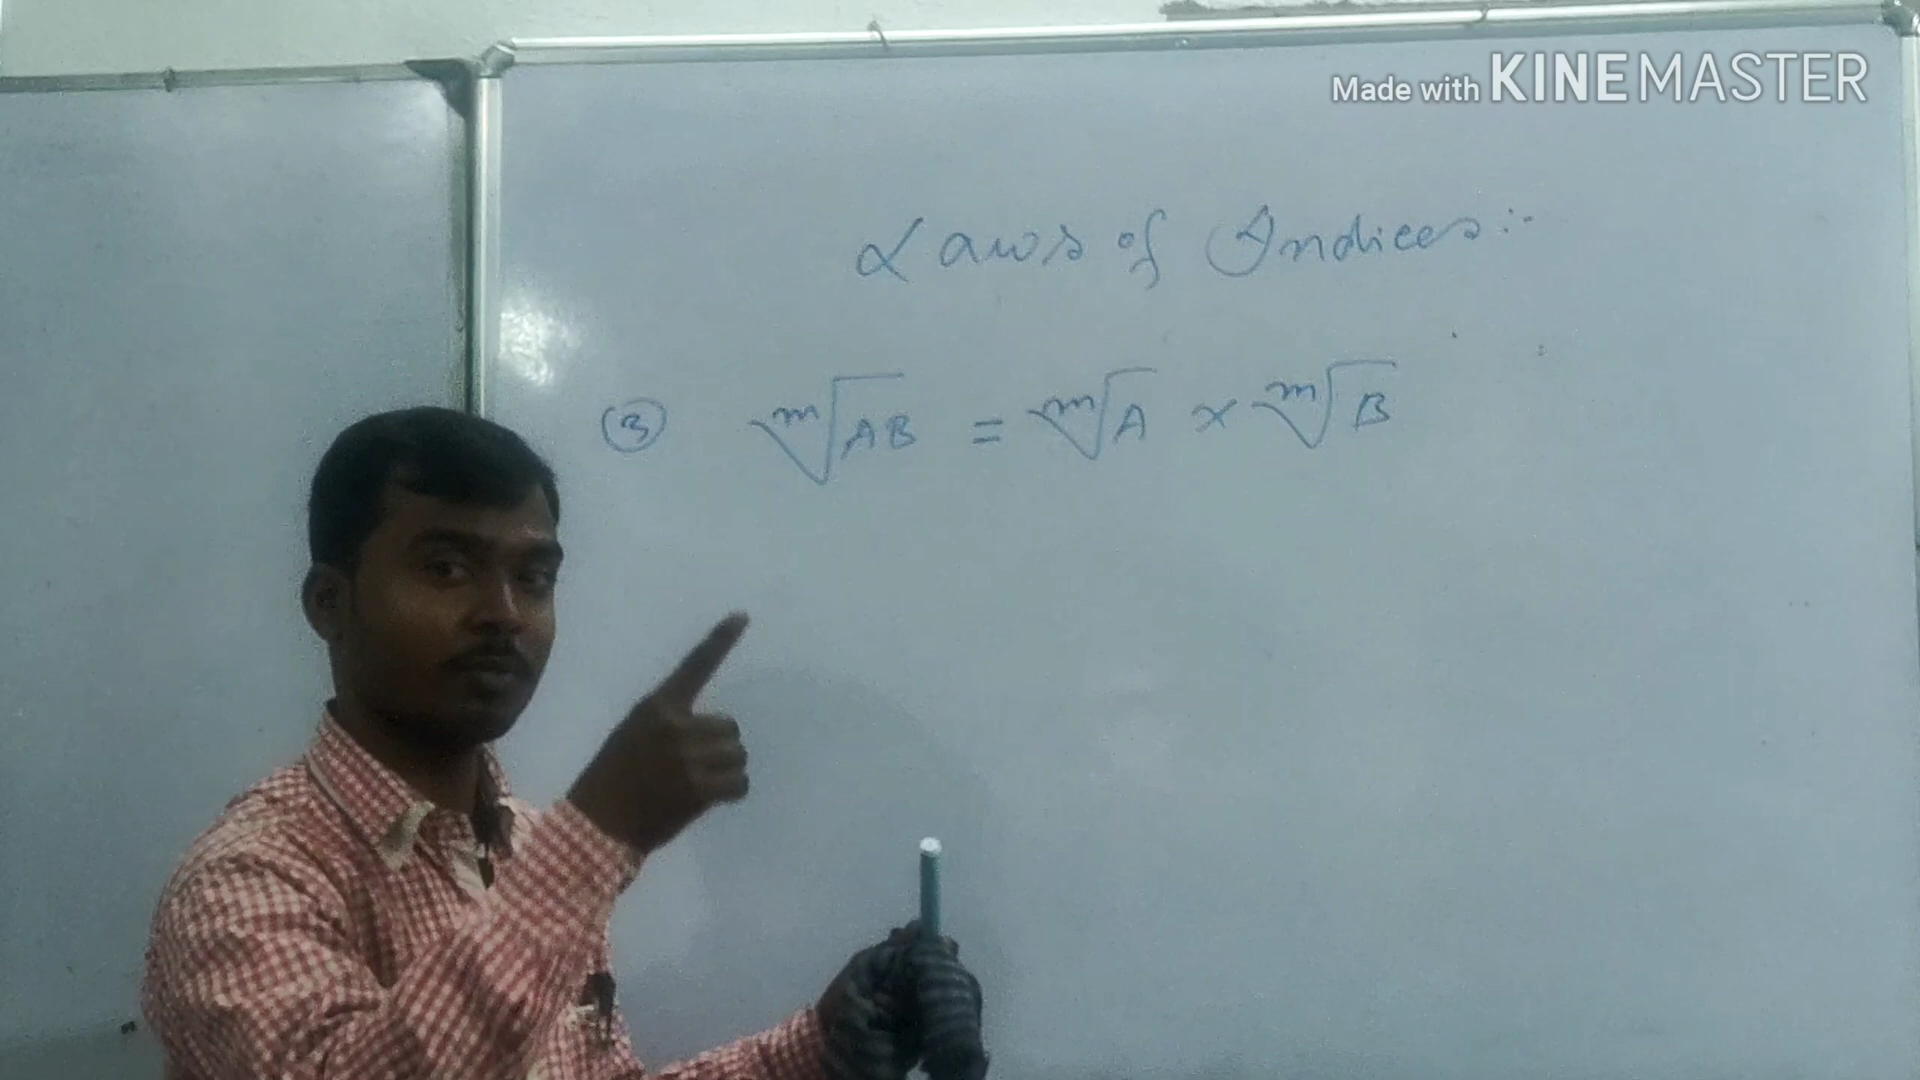 Made with KINEMASTER
Laws of Indices :-
③ ᵐ√AB = ᵐ√A × ᵐ√B